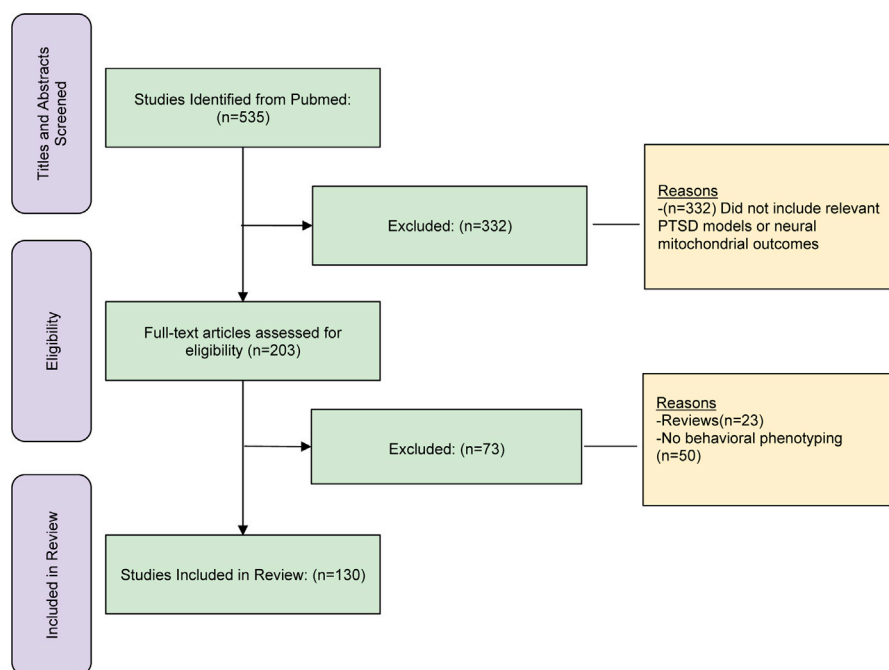 Titles and Abstracts
Screened
Studies Identified from Pubmed:
(n=535)
Excluded: (n=332)
Reasons
-(n=332) Did not include relevant
PTSD models or neural
mitochondrial outcomes
Eligibility
Full-text articles assessed for
eligibility (n=203)
Excluded: (n=73)
Reasons
-Reviews(n=23)
-No behavioral phenotyping
(n=50)
Included in Review
Studies Included in Review: (n=130)